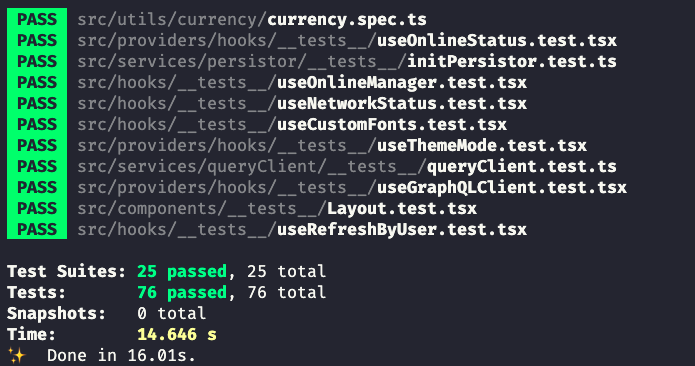 PASS src/utils/currency/currency.spec.ts
PASS src/providers/hooks/__tests__/useOnlineStatus.test.tsx
PASS src/services/persistor/__tests__/initPersistor.test.ts
PASS src/hooks/__tests__/useOnlineManager.test.tsx
PASS src/hooks/__tests__/useNetworkStatus.test.tsx
PASS src/hooks/__tests__/useCustomFonts.test.tsx
PASS src/providers/hooks/__tests__/useThemeMode.test.tsx
PASS src/services/queryClient/__tests__/queryClient.test.ts
PASS src/providers/hooks/__tests__/useGraphQLClient.test.tsx
PASS src/components/__tests__/Layout.test.tsx
PASS src/hooks/__tests__/useRefreshByUser.test.tsx
Test Suites: 25 passed, 25 total
Tests: 76 passed, 76 total
Snapshots: 0 total
Time: 14.646 s
✨ Done in 16.01s.